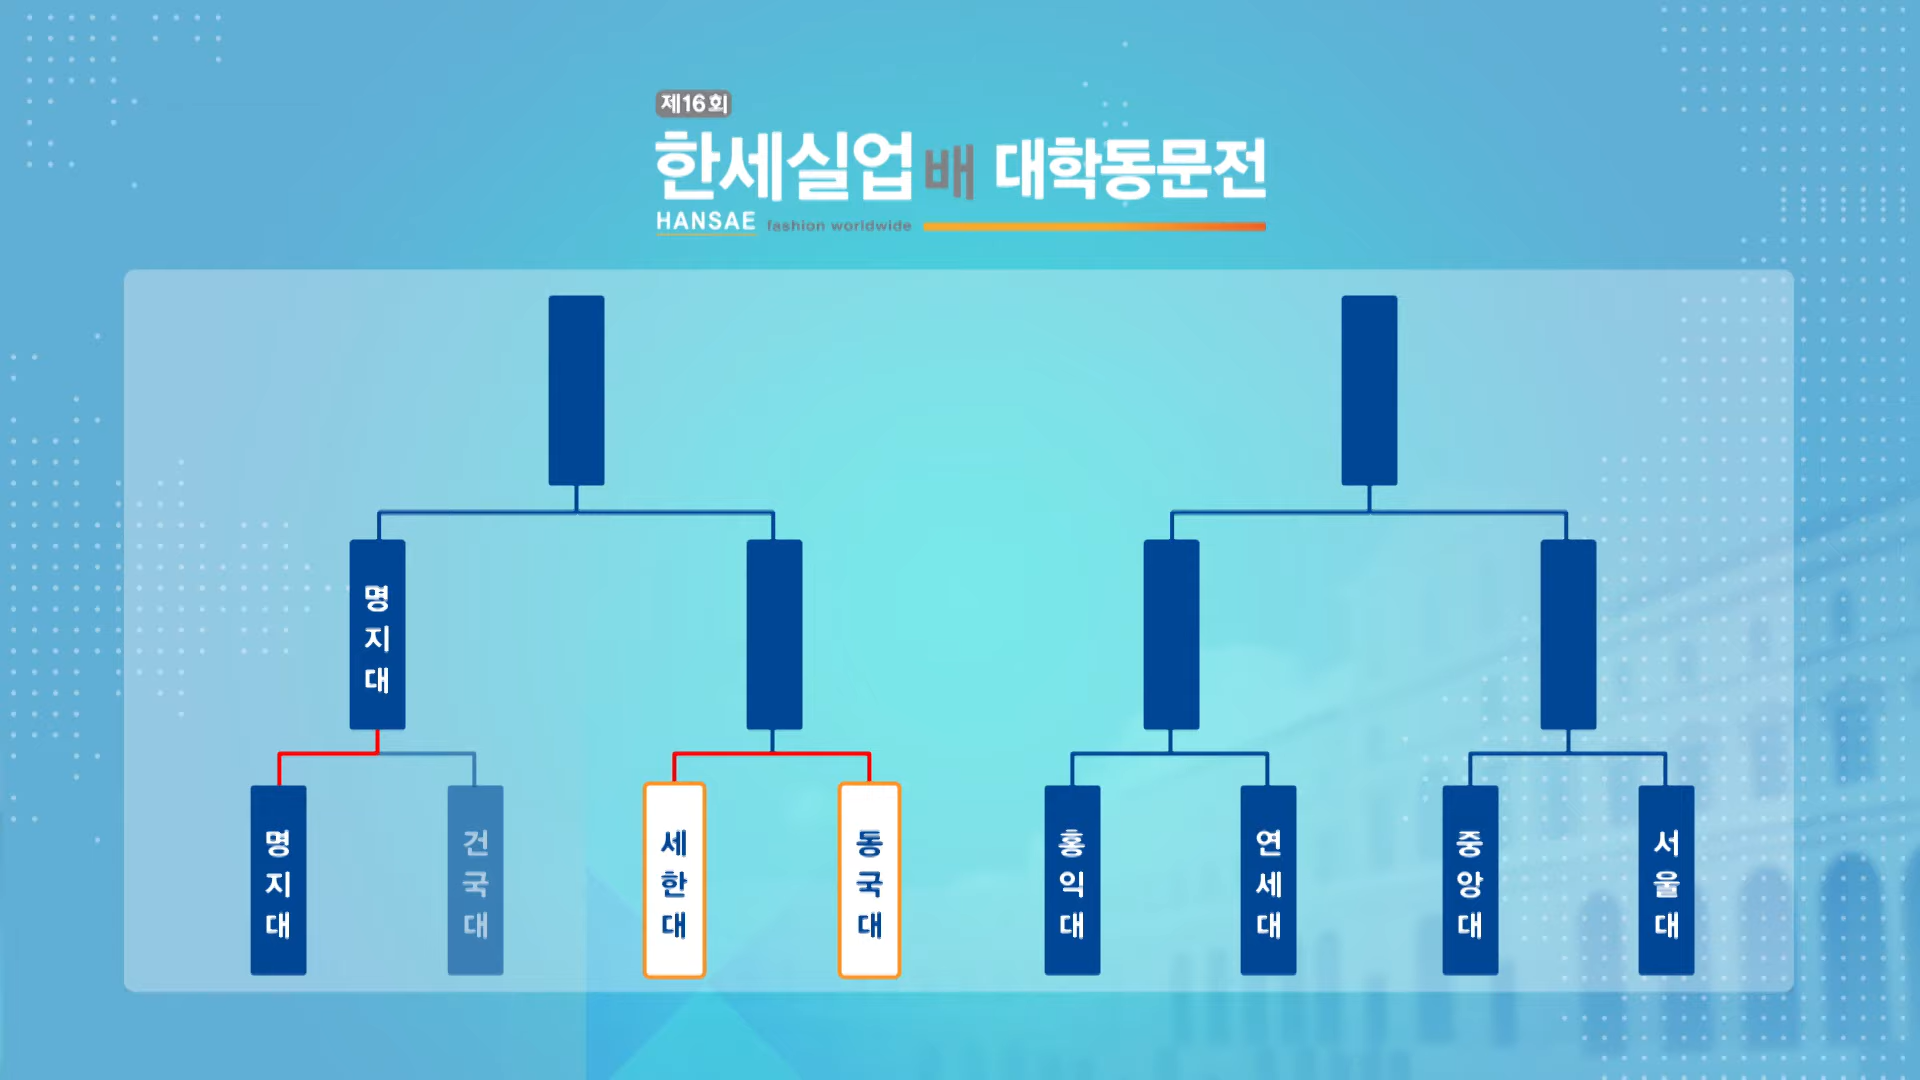 제16회
한세실업배 대학동문전
HANSAE fashion worldwide
명지대
명지대
건국대
세한대
동국대
홍익대
연세대
중앙대
서울대